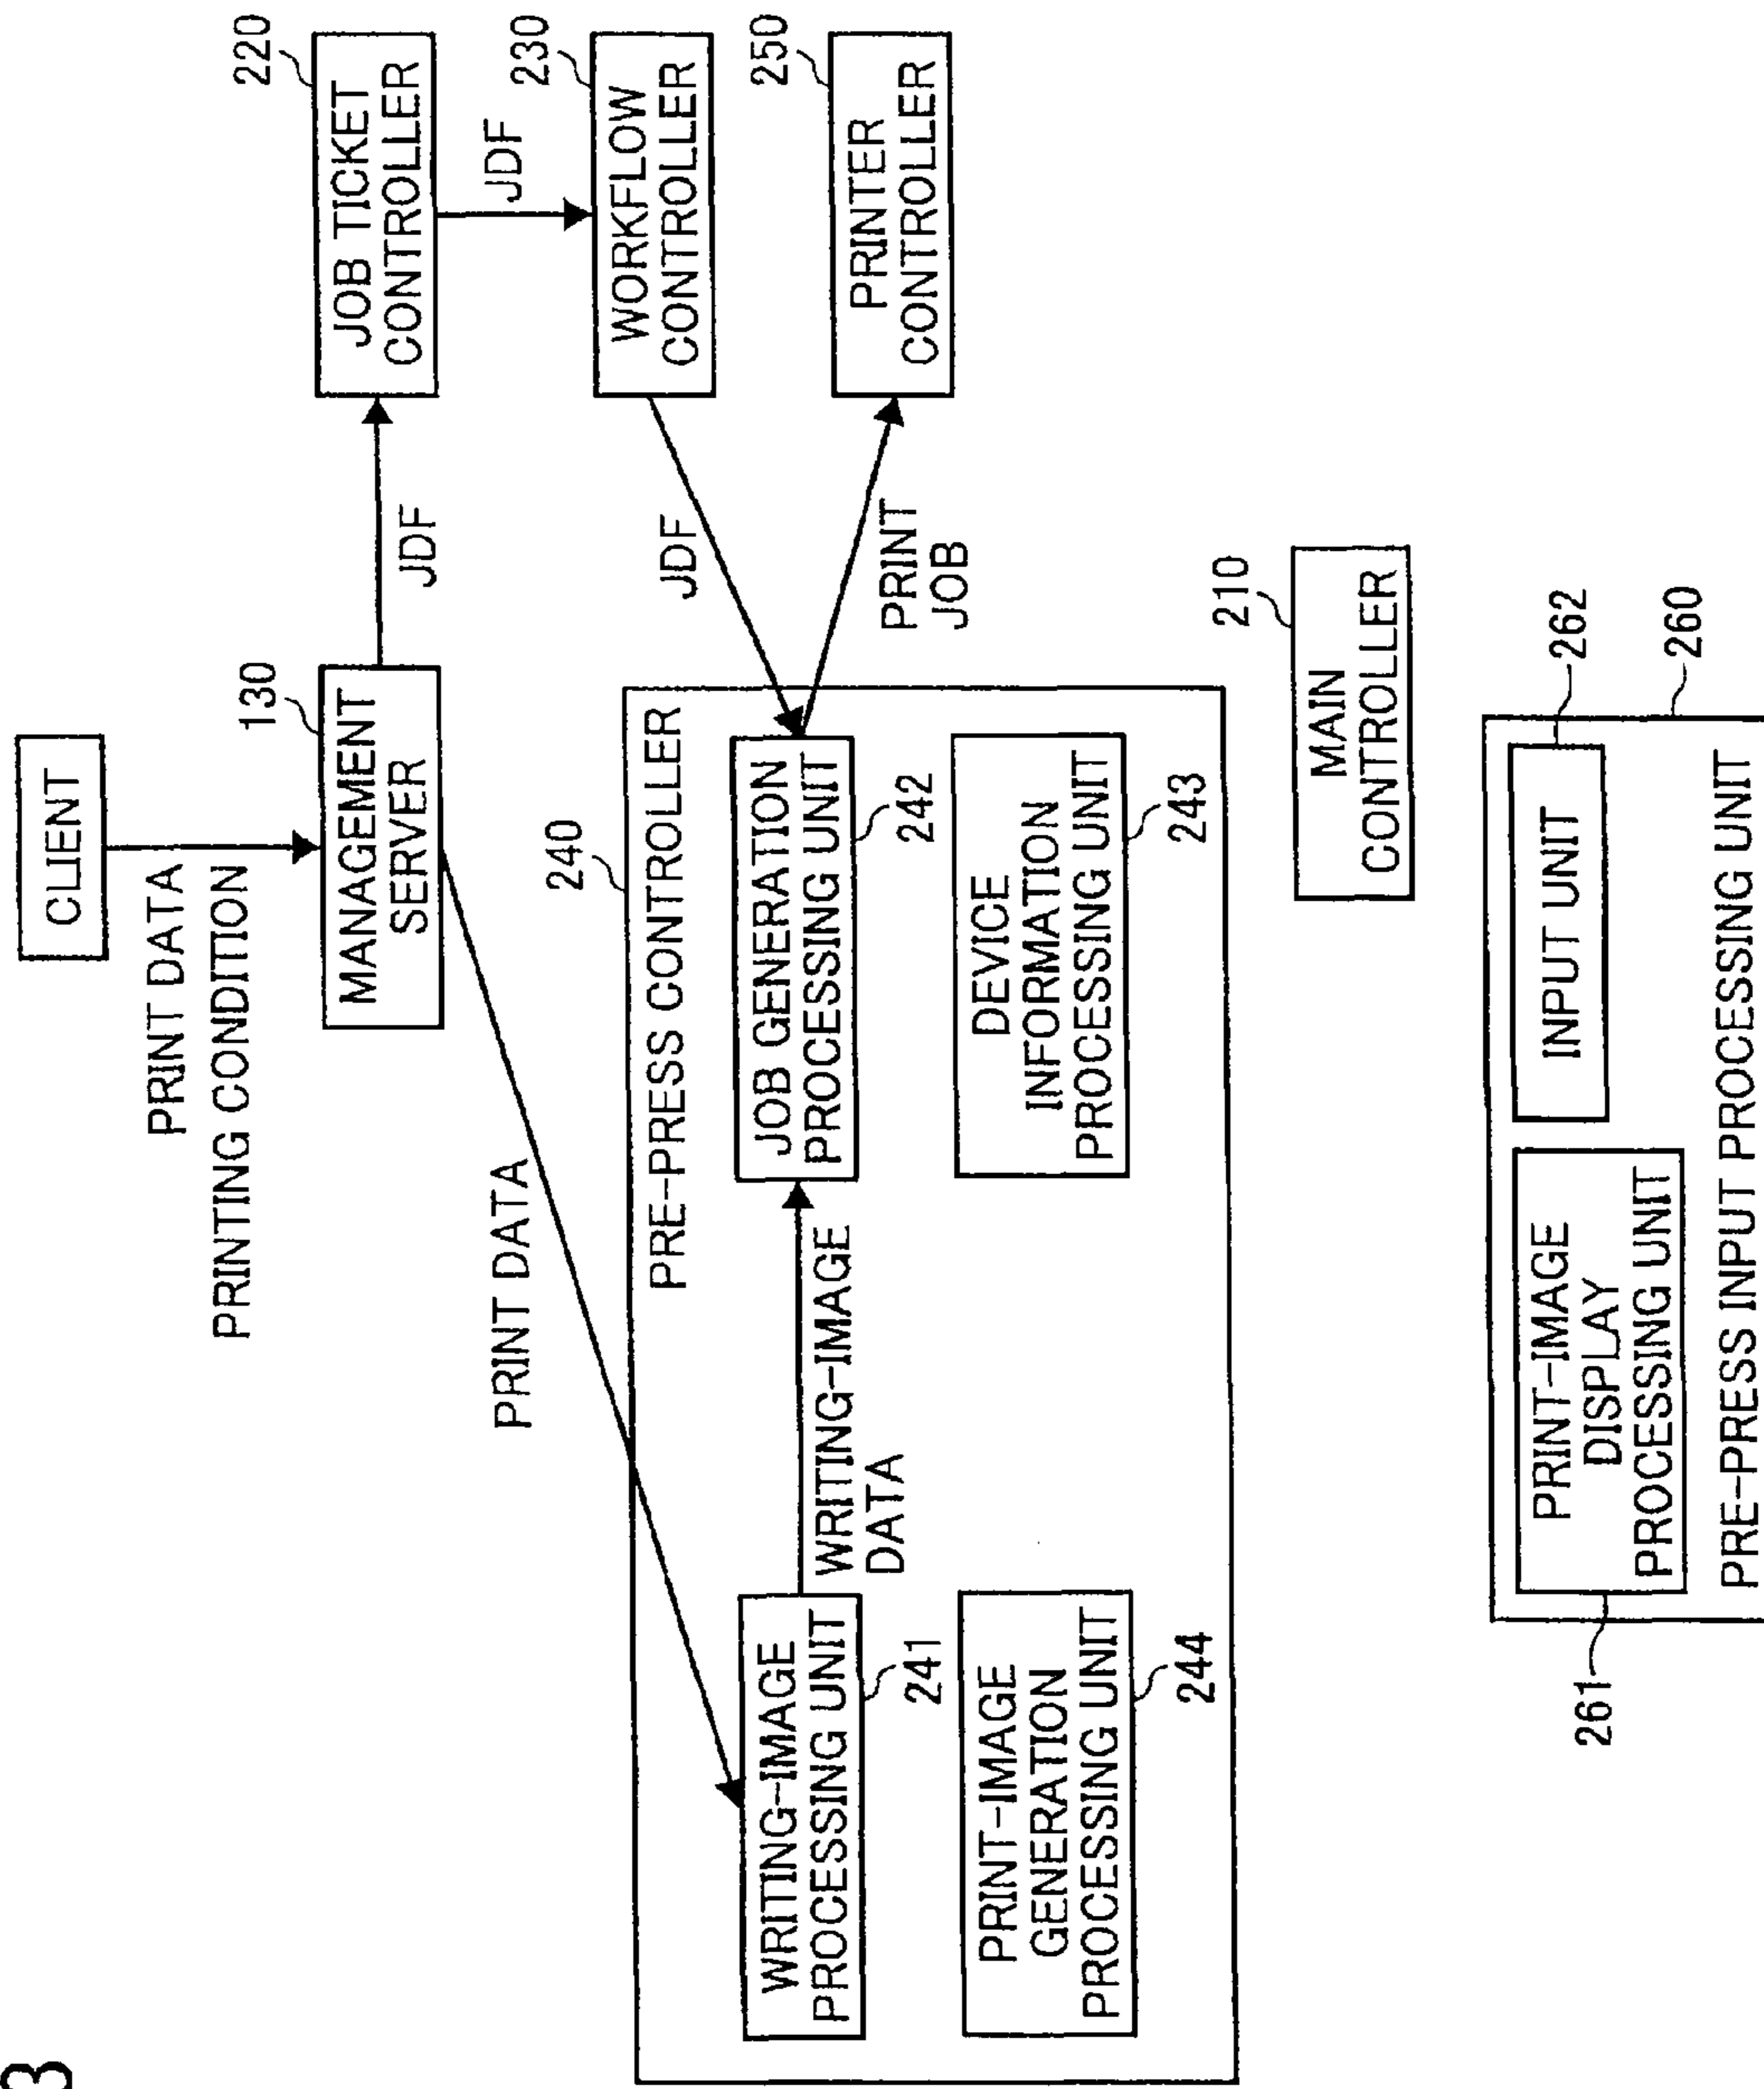 3
CLIENT
PRINT DATA
PRINTING CONDITION
130
MANAGEMENT
SERVER
JDF
220
JOB TICKET
CONTROLLER
JDF
230
WORKFLOW
CONTROLLER
JDF
250
PRINTER
CONTROLLER
PRINT
JOB
PRINT DATA
240
PRE-PRESS CONTROLLER
WRITING-IMAGE
PROCESSING UNIT
241
WRITING-IMAGE
DATA
JOB GENERATION
PROCESSING UNIT
242
PRINT-IMAGE
GENERATION
PROCESSING UNIT
244
DEVICE
INFORMATION
PROCESSING UNIT
243
210
MAIN
CONTROLLER
261
PRINT-IMAGE
DISPLAY
PROCESSING UNIT
INPUT UNIT
262
260
PRE-PRESS INPUT PROCESSING UNIT